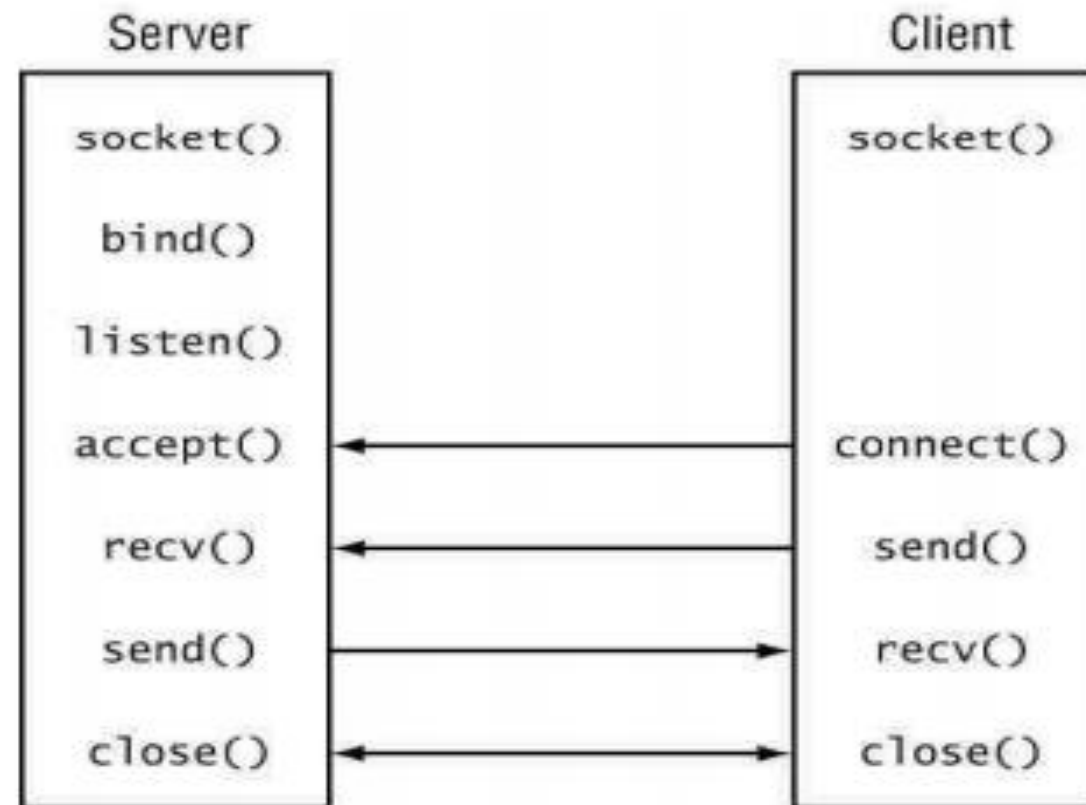 Server
socket()
bind()
listen()
accept()
recv()
send()
close()
Client
socket()
connect()
send()
recv()
close()